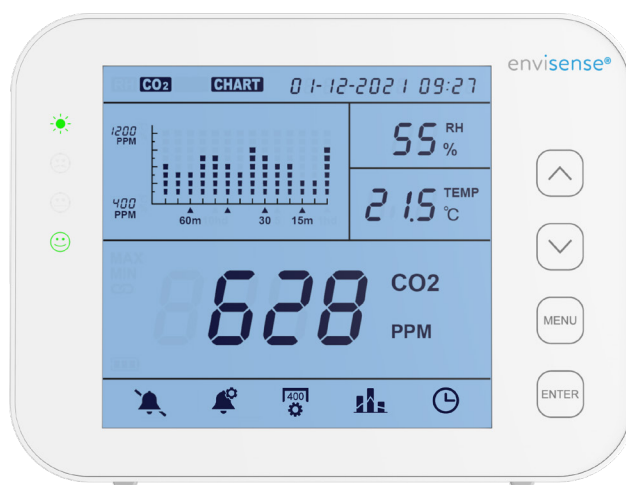 envisense®
CO2 CHART 01-12-2021 09:27
1200
PPM
400
PPM
60m 30 15m
55 RH
%
21.5 TEMP
°C
MAX
MIN
628 CO2
PPM
400
MENU
ENTER